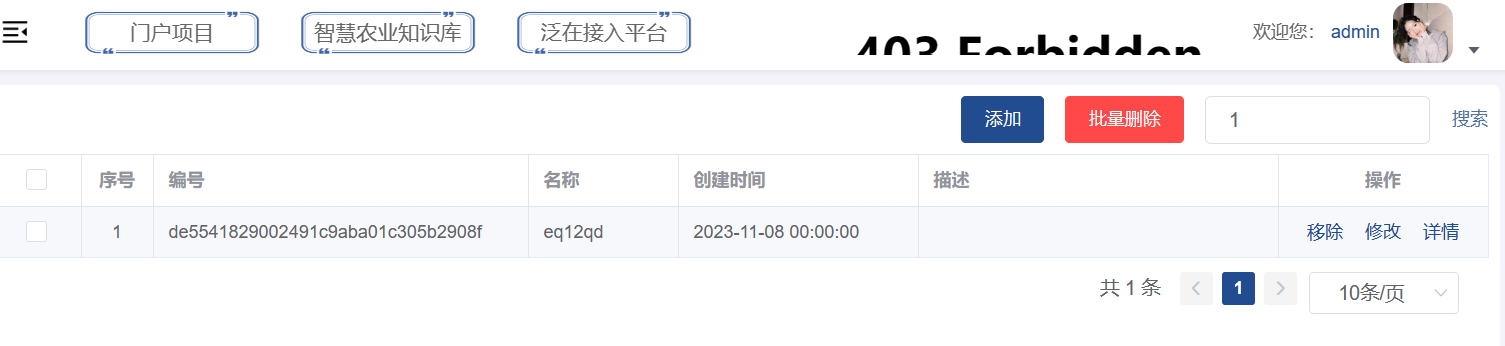 门户项目 智慧农业知识库 泛在接入平台 403 Forbidden 欢迎您: admin
添加 批量删除 1 搜索
序号 编号 名称 创建时间 描述 操作
1 de5541829002491c9aba01c305b2908f eq12qd 2023-11-08 00:00:00 移除 修改 详情
共 1 条 1 10条/页